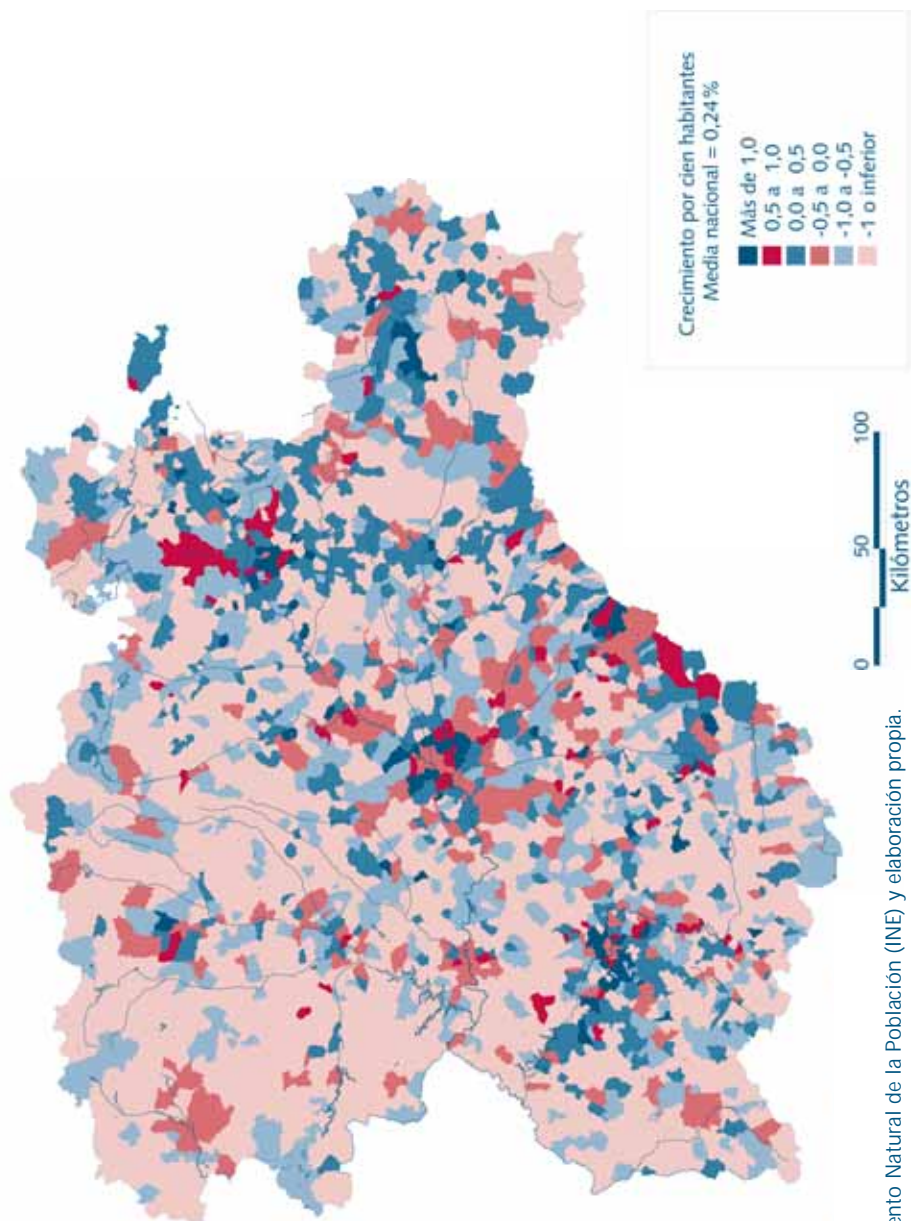 Crecimiento por cien habitantes
Media nacional = 0,24%
Más de 1,0
0,5 a 1,0
0,0 a 0,5
-0,5 a 0,0
-1,0 a -0,5
-1 o inferior
0 50 100
Kilómetros
ento Natural de la Población (INE) y elaboración propia.